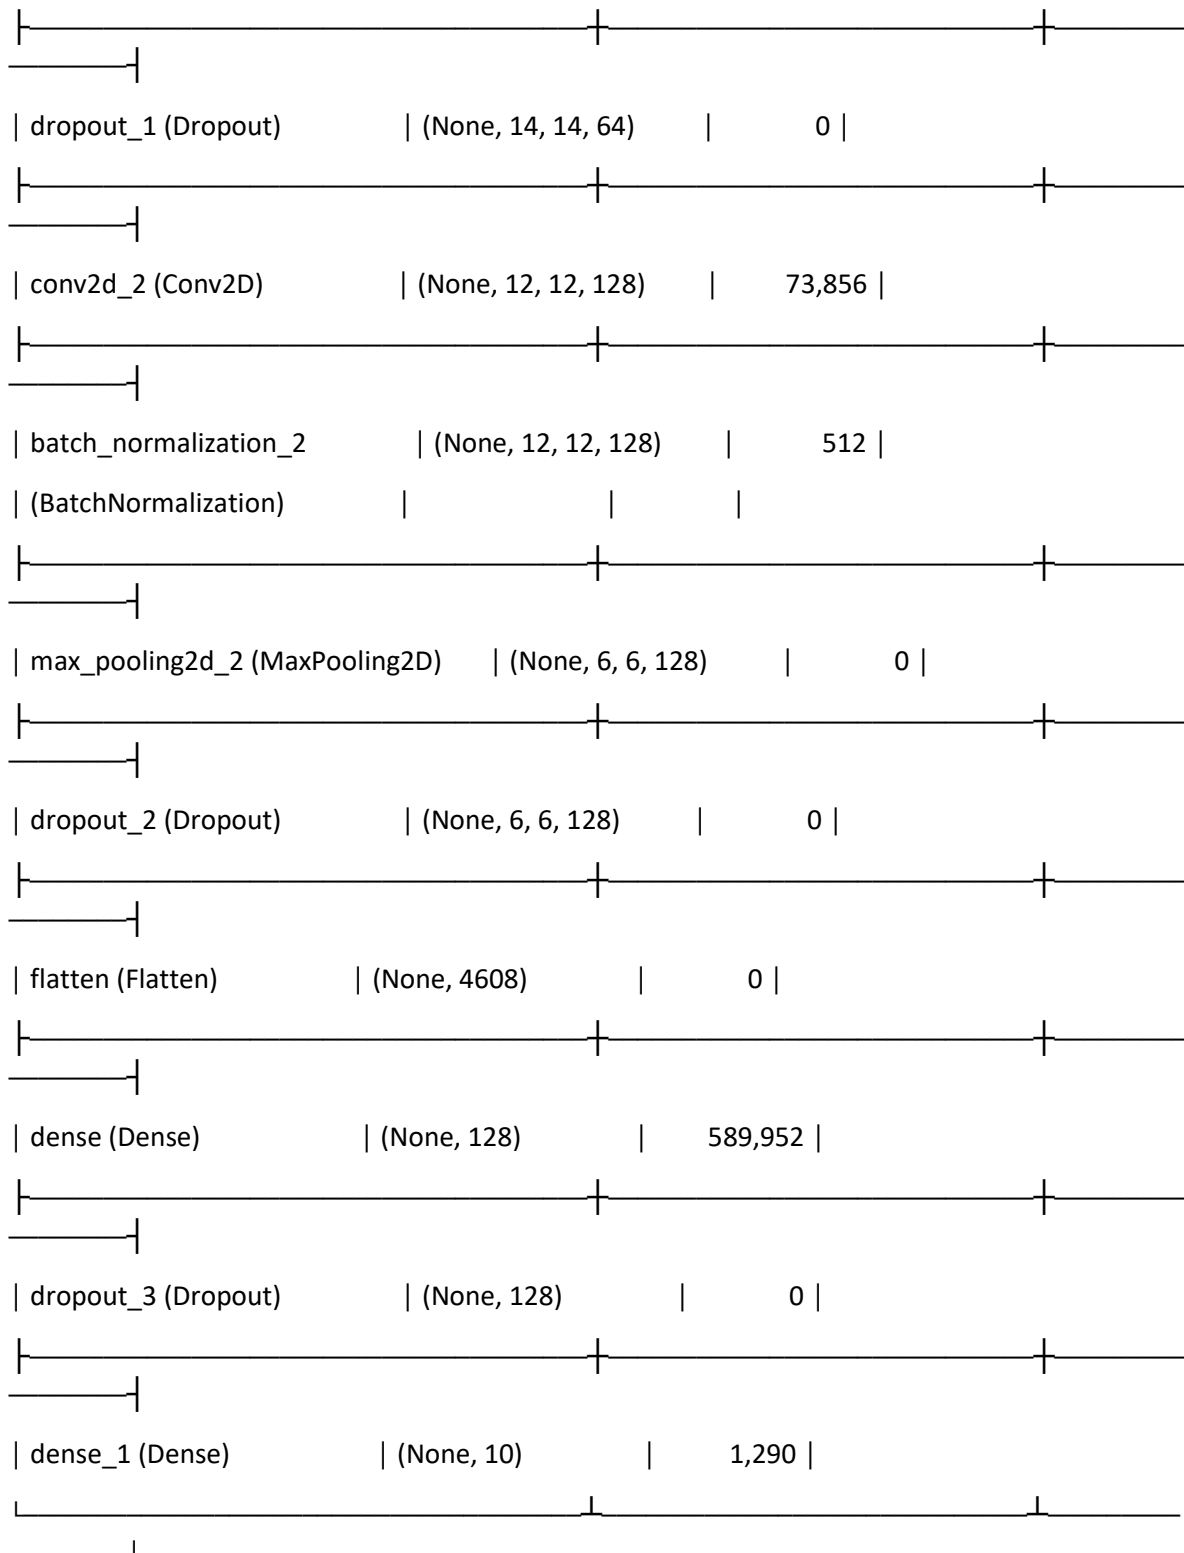 | dropout_1 (Dropout) | (None, 14, 14, 64) | 0 |
| conv2d_2 (Conv2D) | (None, 12, 12, 128) | 73,856 |
| batch_normalization_2 | (None, 12, 12, 128) | 512 |
| (BatchNormalization) | | |
| max_pooling2d_2 (MaxPooling2D) | (None, 6, 6, 128) | 0 |
| dropout_2 (Dropout) | (None, 6, 6, 128) | 0 |
| flatten (Flatten) | (None, 4608) | 0 |
| dense (Dense) | (None, 128) | 589,952 |
| dropout_3 (Dropout) | (None, 128) | 0 |
| dense_1 (Dense) | (None, 10) | 1,290 |